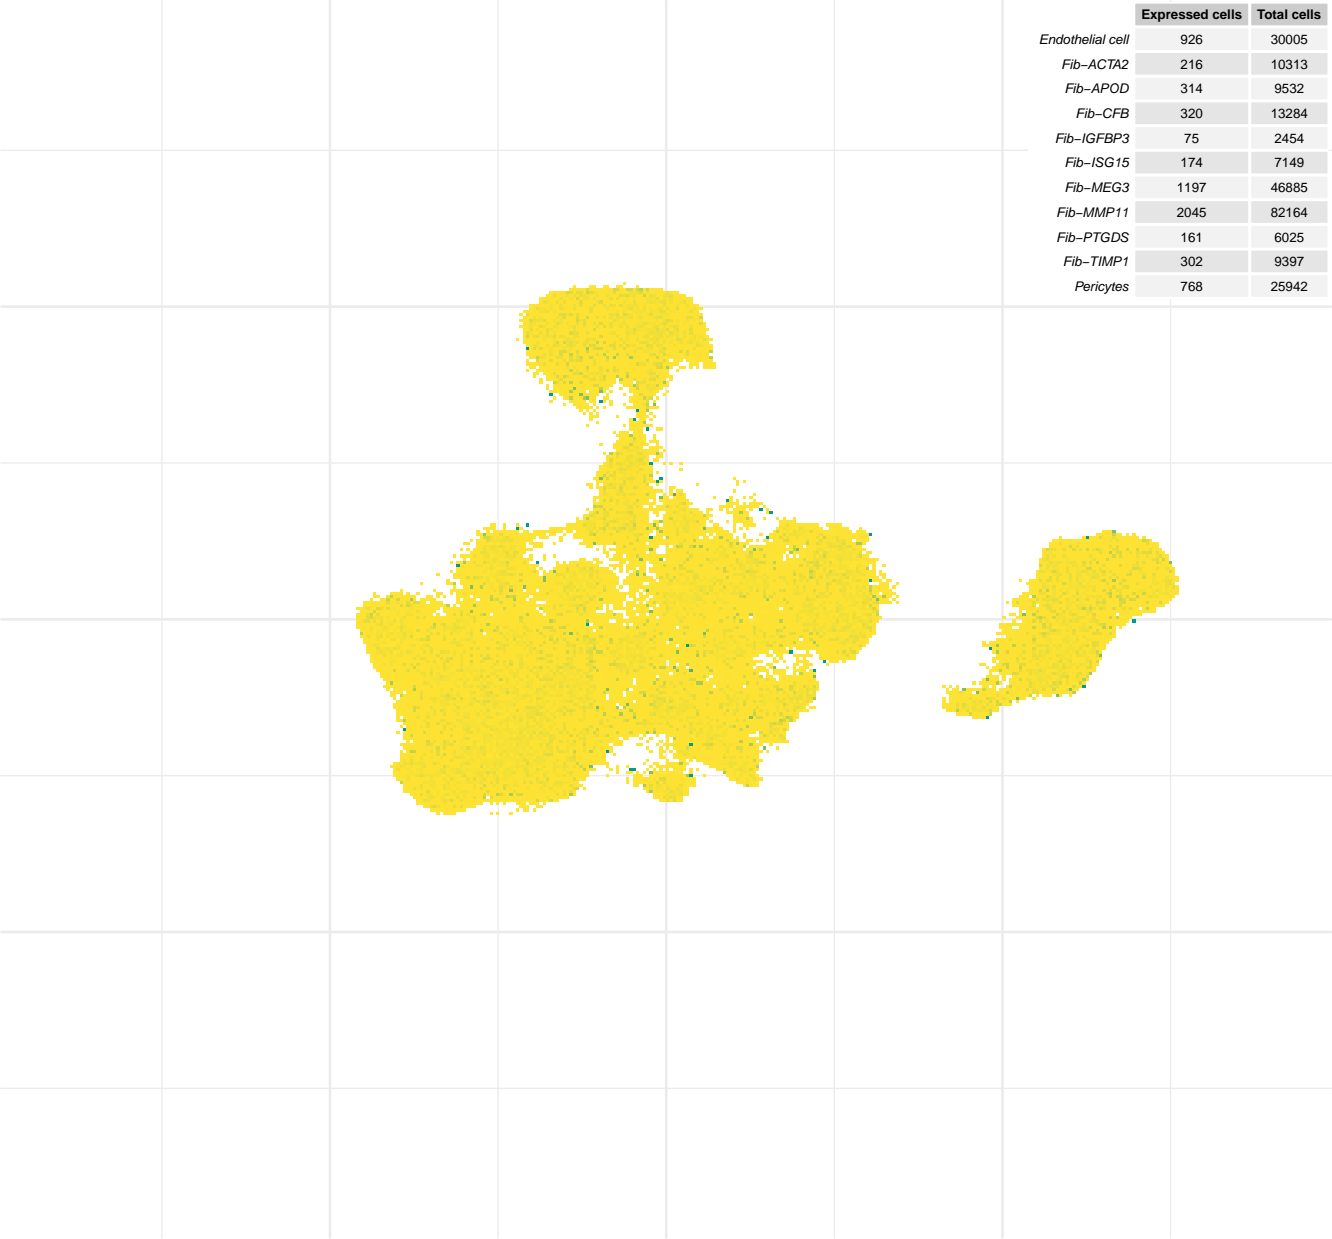 Expressed cells Total cells
Endothelial cell 926 30005
Fib−ACTA2 216 10313
Fib−APOD 314 9532
Fib−CFB 320 13284
Fib−IGFBP3 75 2454
Fib−ISG15 174 7149
Fib−MEG3 1197 46885
Fib−MMP11 2045 82164
Fib−PTGDS 161 6025
Fib−TIMP1 302 9397
Pericytes 768 25942